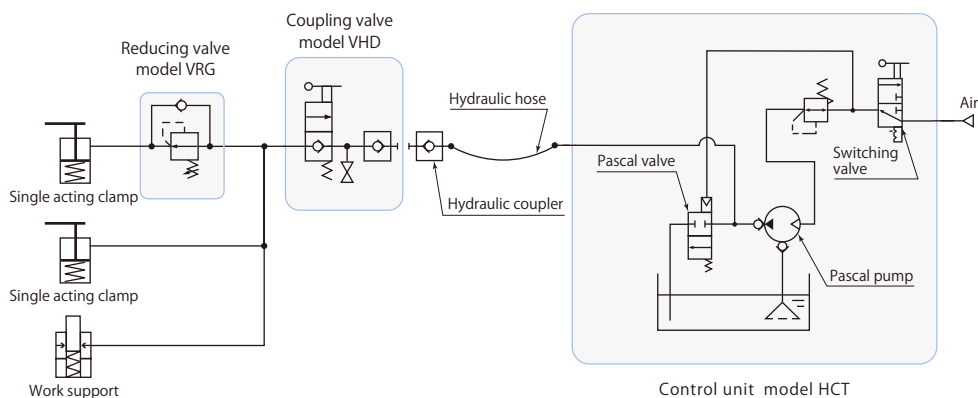 Coupling valve
model VHD
Reducing valve
model VRG
Hydraulic hose
Air
Switching
valve
Pascal valve
Single acting clamp
Hydraulic coupler
Pascal pump
Single acting clamp
Work support
Control unit model HCT